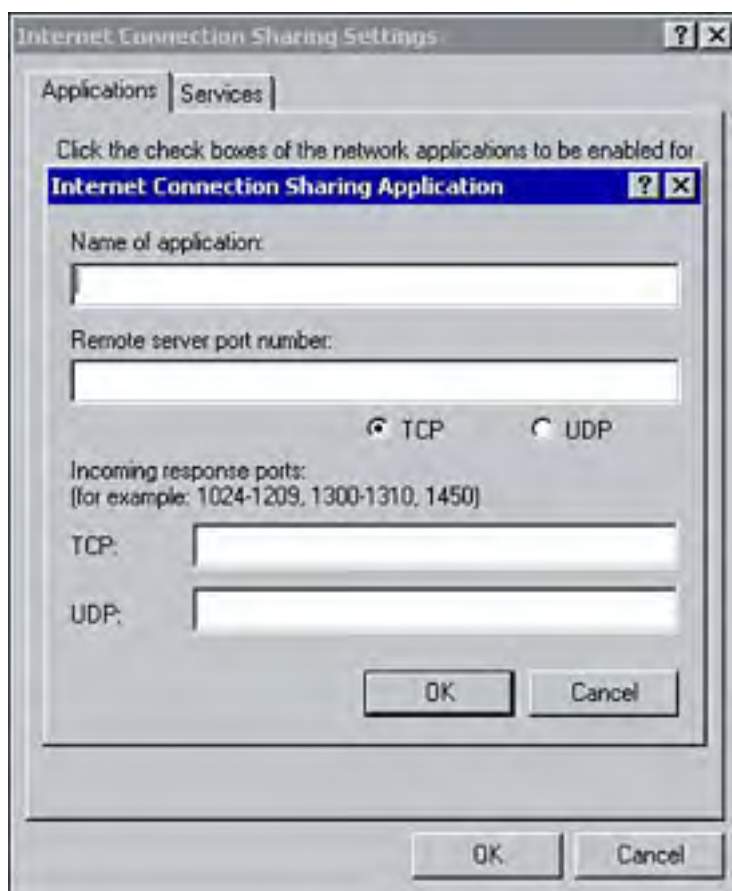 Internet Connection Sharing Settings
Applications
Services
Click the check boxes of the network applications to be enabled for
Internet Connection Sharing Application
Name of application:
Remote server port number:
TCP
UDP
Incoming response ports:
(for example: 1024-1209, 1300-1310, 1450)
TCP:
UDP:
OK
Cancel
OK
Cancel